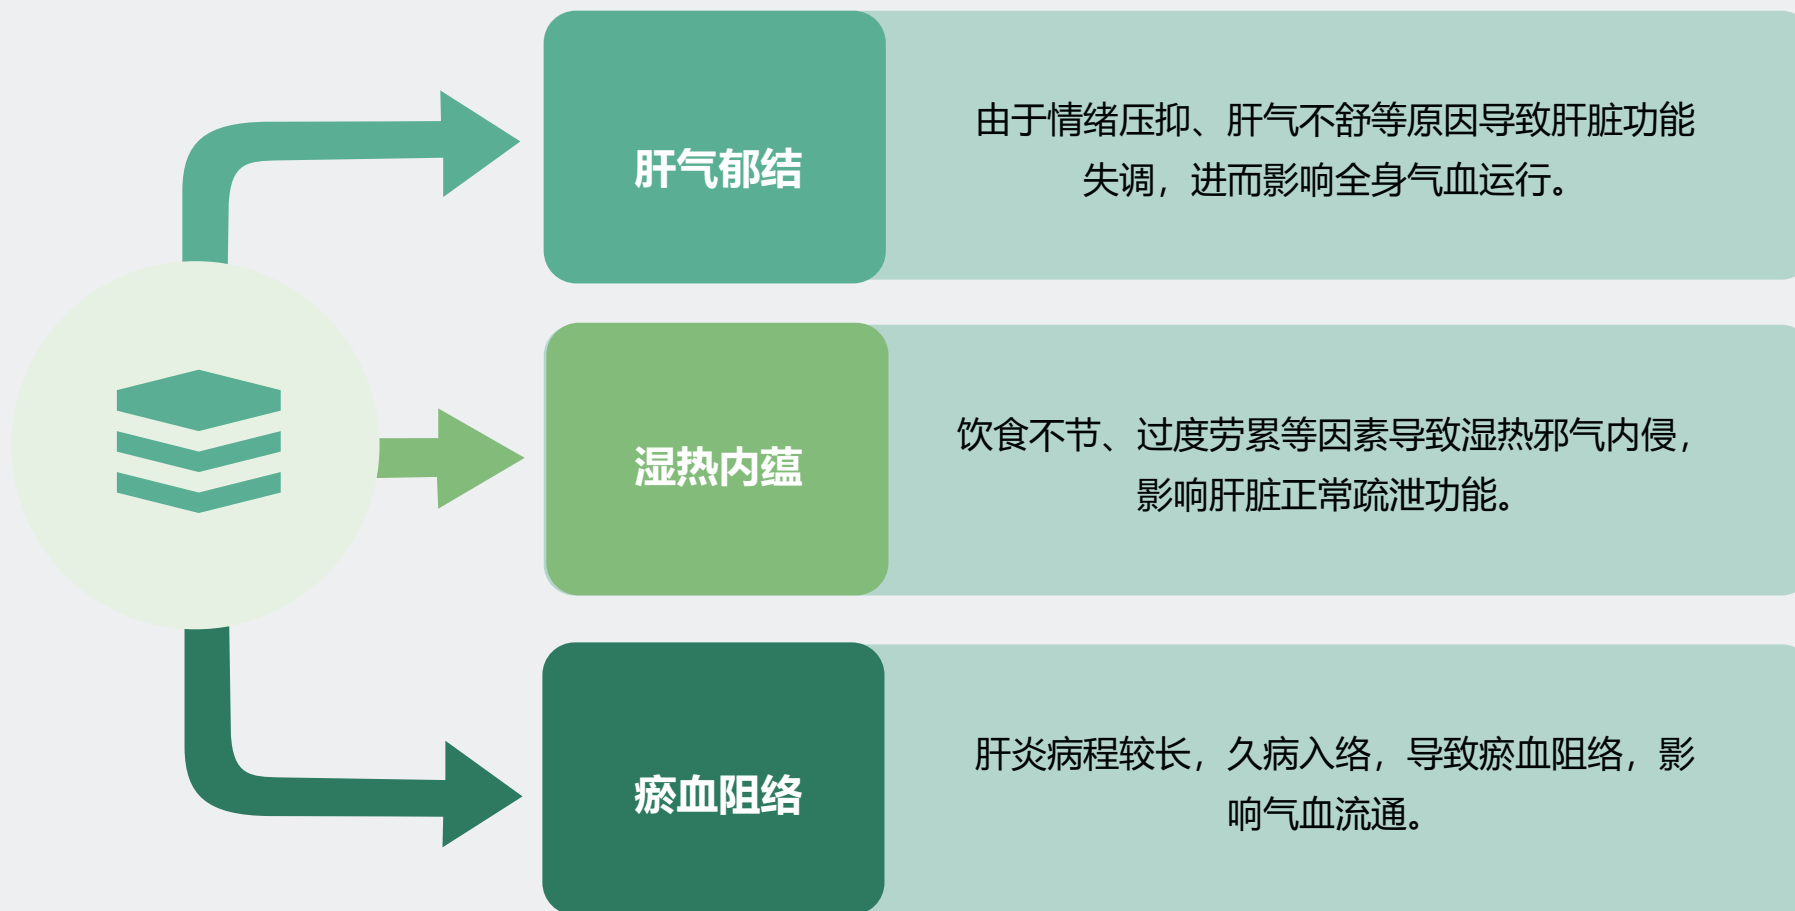 肝气郁结
由于情绪压抑、肝气不舒等原因导致肝脏功能
失调，进而影响全身气血运行。
湿热内蕴
饮食不节、过度劳累等因素导致湿热邪气内侵，
影响肝脏正常疏泄功能。
瘀血阻络
肝炎病程较长，久病入络，导致瘀血阻络，影
响气血流通。